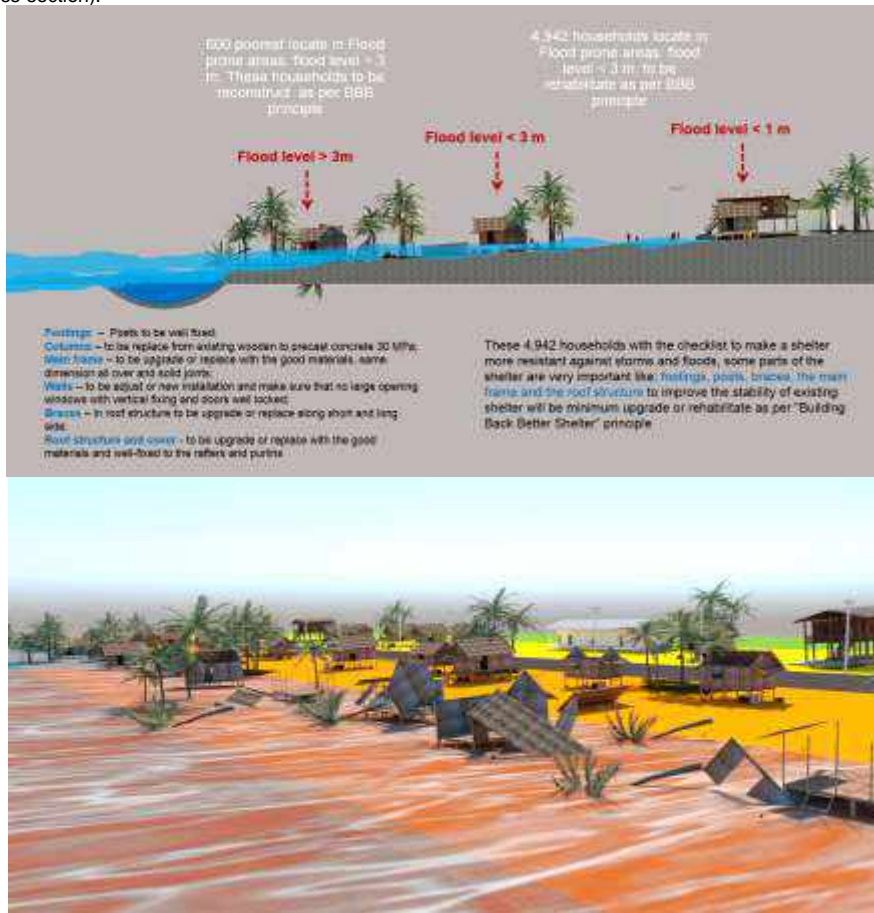 ss section).
600 poorest locate in Flood
prone areas, flood level > 3
m. These households to be
reconstruct as per BBB
principle
4,942 households locate in
Flood prone areas, flood
level < 3 m. to be
rehabilitate as per BBB
principle
Flood level > 3m
Flood level < 3 m
Flood level < 1 m
Footings – Posts to be well fixed;
Columns – to be replace from existing wooden to precast concrete 30 MPa;
Main frame – to be upgrade or replace with the good materials, same
dimension all over and solid joints;
Walls – to be adjust or new installation and make sure that no large opening
windows with vertical fixing and doors well locked;
Braces – in roof structure to be upgrade or replace along short and long
side;
Roof structure and cover - to be upgrade or replace with the good
materials and well-fixed to the rafters and purlins
These 4,942 households with the checklist to make a shelter
more resistant against storms and floods, some parts of the
shelter are very important like: footings, posts, braces, the main
frame and the roof structure to improve the stability of existing
shelter will be minimum upgrade or rehabilitate as per "Building
Back Better Shelter" principle